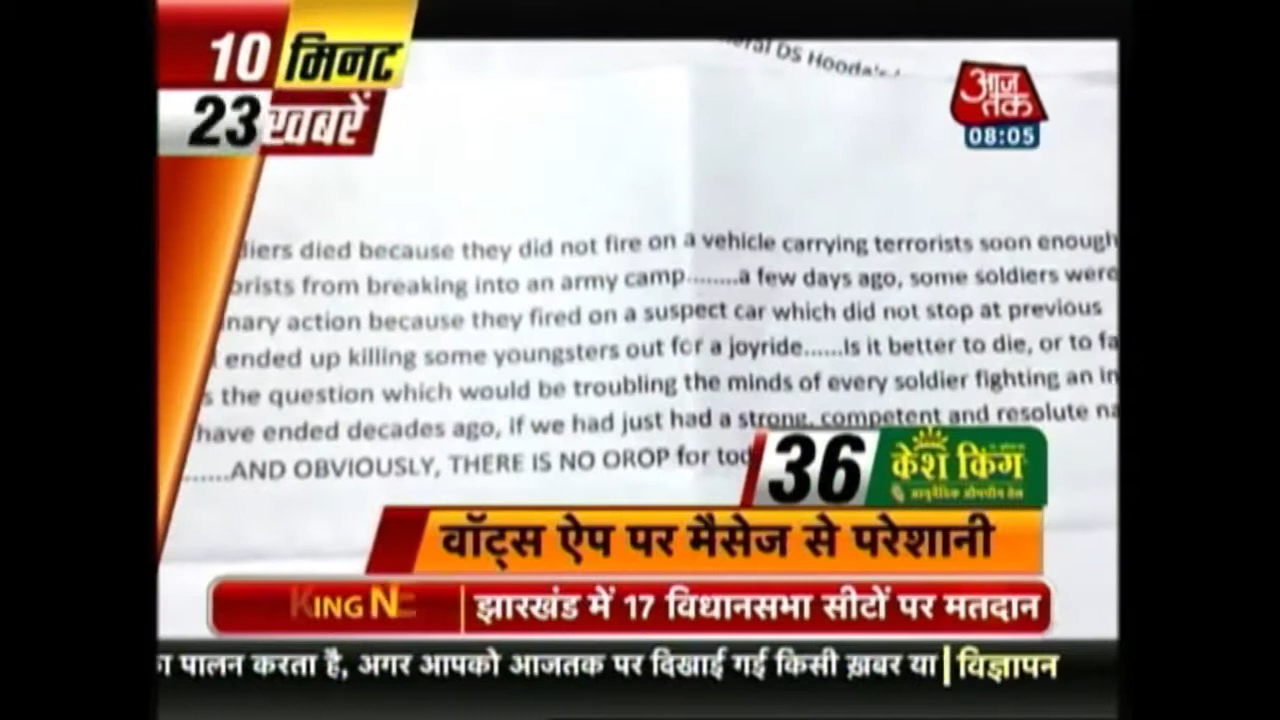 10 मिनट
23 खबरें
DS Hooda's
आज
तक
08:05
died because they did not fire on a vehicle carrying terrorists soon enough
from breaking into an army camp........a few days ago, some soldiers were
action because they fired on a suspect car which did not stop at previous
ended up killing some youngsters out for a joyride......Is it better to die, or to
the question which would be troubling the minds of every soldier fighting an
have ended decades ago, if we had just had a strong, competent and resolute
......AND OBVIOUSLY, THERE IS NO OROP for
36
केश किंग
वॉट्स ऐप पर मैसेज से परेशानी
KING NE
झारखंड में 17 विधानसभा सीटों पर मतदान
पालन करता है, अगर आपको आजतक पर दिखाई गई किसी ख़बर या
विज्ञापन